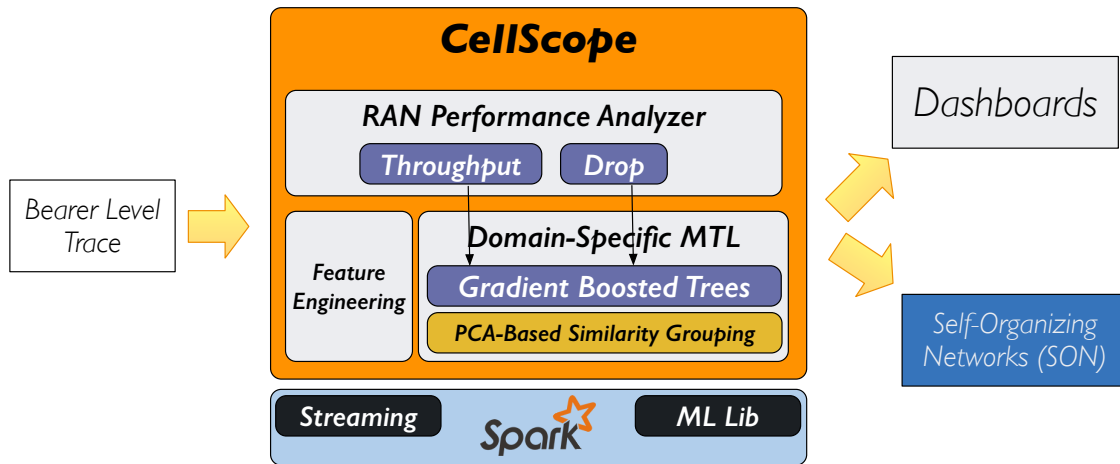 CellScope
RAN Performance Analyzer
Throughput
Drop
Bearer Level
Trace
Feature
Engineering
Domain-Specific MTL
Gradient Boosted Trees
PCA-Based Similarity Grouping
Streaming
Spark
ML Lib
Dashboards
Self-Organizing
Networks (SON)